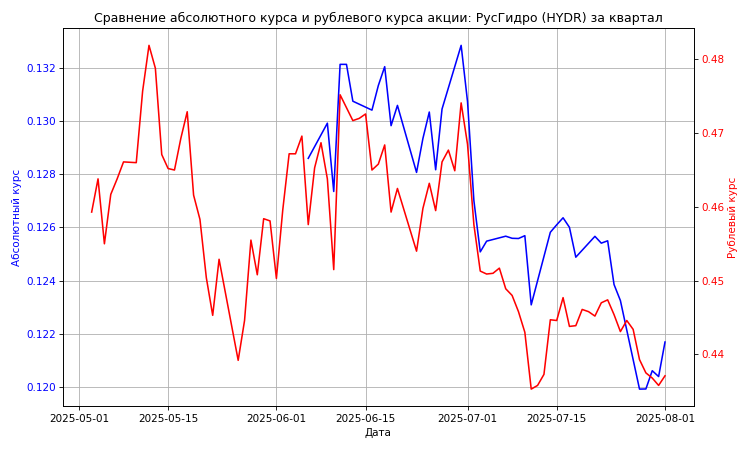 Сравнение абсолютного курса и рублевого курса акции: РусГидро (HYDR) за квартал
0.132
0.130
0.128
0.126
0.124
0.122
0.120
Абсолютный курс
0.48
0.47
0.46
0.45
0.44
Рублевый курс
2025-05-01 2025-05-15 2025-06-01 2025-06-15 2025-07-01 2025-07-15 2025-08-01
Дата